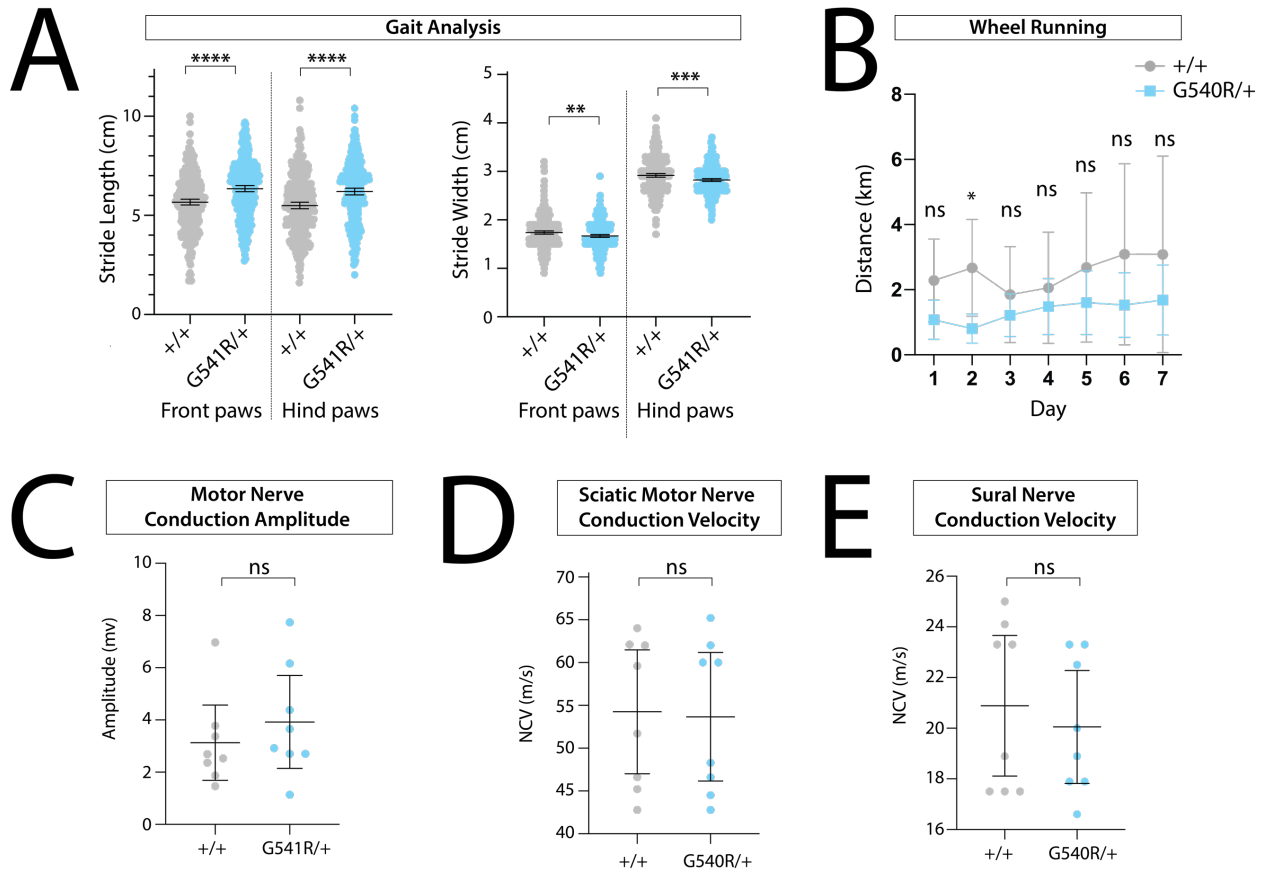 A
Gait Analysis
**** ****
Stride Length (cm)
10
5
0
+/+ G541R/+ +/+ G541R/+
Front paws Hind paws
** ***
Stride Width (cm)
5
4
3
2
1
0
+/+ G541R/+ +/+ G541R/+
Front paws Hind paws
B
Wheel Running
+/+
G540R/+
Distance (km)
8
6
4
2
0
ns * ns ns ns ns ns
1 2 3 4 5 6 7
Day
C
Motor Nerve
Conduction Amplitude
ns
Amplitude (mv)
10
8
6
4
2
0
+/+ G541R/+
D
Sciatic Motor Nerve
Conduction Velocity
ns
NCV (m/s)
70
65
60
55
50
45
40
+/+ G540R/+
E
Sural Nerve
Conduction Velocity
ns
NCV (m/s)
26
24
22
20
18
16
+/+ G540R/+